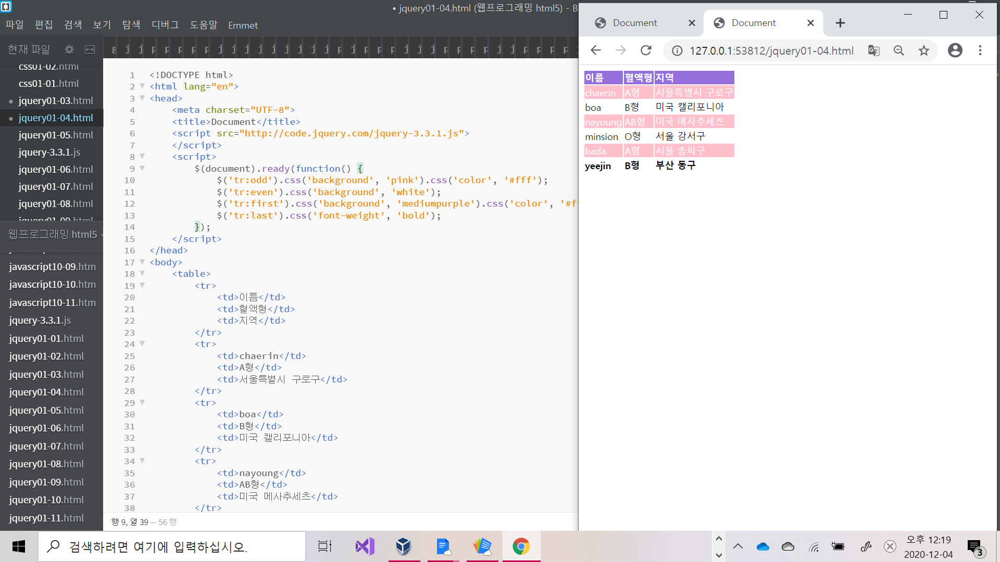 • jquery01-04.html (웹프로그래밍 html5) - B
파일 편집 검색 보기 탐색 디버그 도움말 Emmet
현재 파일
css01-02.html
css01-01.html
jquery01-03.html
jquery01-04.html
jquery01-05.html
jquery-3.3.1.js
jquery01-06.html
jquery01-07.html
jquery01-08.html
jquery01-09.html
웹프로그래밍 html5
javascript10-09.htm
javascript10-10.htm
javascript10-11.htm
jquery-3.3.1.js
jquery01-01.html
jquery01-02.html
jquery01-03.html
jquery01-04.html
jquery01-05.html
jquery01-06.html
jquery01-07.html
jquery01-08.html
jquery01-09.html
jquery01-10.html
jquery01-11.html
1 <!DOCTYPE html>
2 <html lang="en">
3 <head>
4 <meta charset="UTF-8">
5 <title>Document</title>
6 <script src="http://code.jquery.com/jquery-3.3.1.js">
7 </script>
8 <script>
9 $(document).ready(function() {
10 $('tr:odd').css('background', 'pink').css('color', '#fff');
11 $('tr:even').css('background', 'white');
12 $('tr:first').css('background', 'mediumpurple').css('color', '#f
13 $('tr:last').css('font-weight', 'bold');
14 });
15 </script>
16 </head>
17 <body>
18 <table>
19 <tr>
20 <td>이름</td>
21 <td>혈액형</td>
22 <td>지역</td>
23 </tr>
24 <tr>
25 <td>chaerin</td>
26 <td>A형</td>
27 <td>서울특별시 구로구</td>
28 </tr>
29 <tr>
30 <td>boa</td>
31 <td>B형</td>
32 <td>미국 캘리포니아</td>
33 </tr>
34 <tr>
35 <td>nayoung</td>
36 <td>AB형</td>
37 <td>미국 메사추세츠</td>
38 </tr>
행 9, 열 39 — 56 행
Document Document
127.0.0.1:53812/jquery01-04.html
이름 혈액형 지역
chaerin A형 서울특별시 구로구
boa B형 미국 캘리포니아
nayoung AB형 미국 메사추세츠
minsion O형 서울 강서구
bada A형 서울 송파구
yeejin B형 부산 동구
검색하려면 여기에 입력하십시오.
오후 12:19
2020-12-04
3